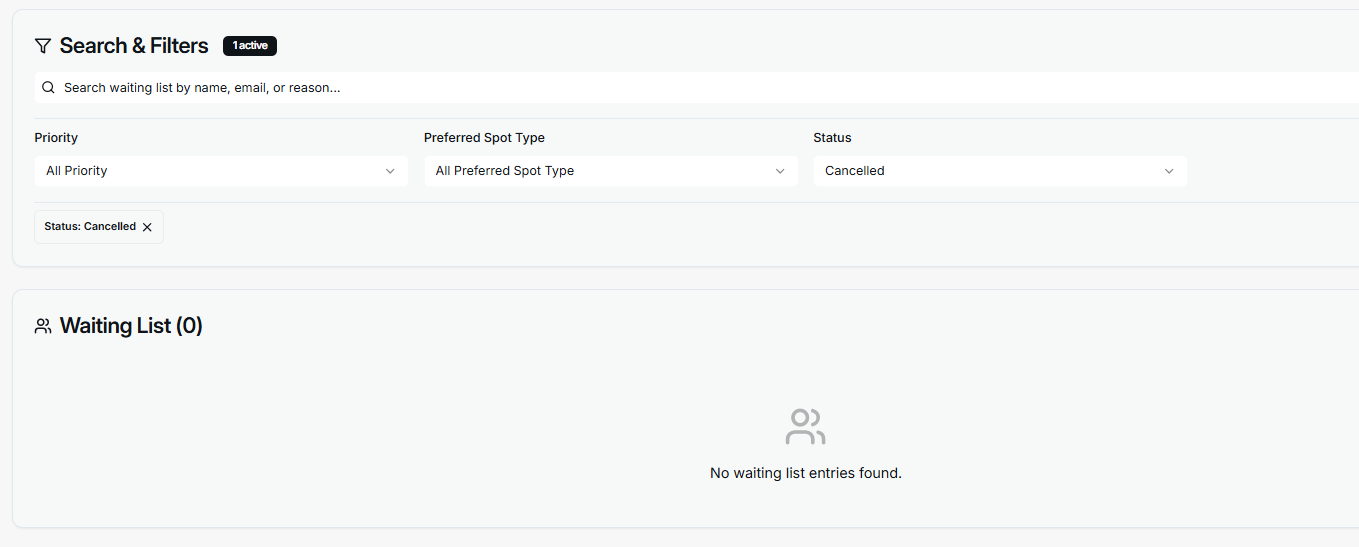 Search & Filters 1 active
Search waiting list by name, email, or reason...
Priority Preferred Spot Type Status
All Priority All Preferred Spot Type Cancelled
Status: Cancelled
Waiting List (0)
No waiting list entries found.